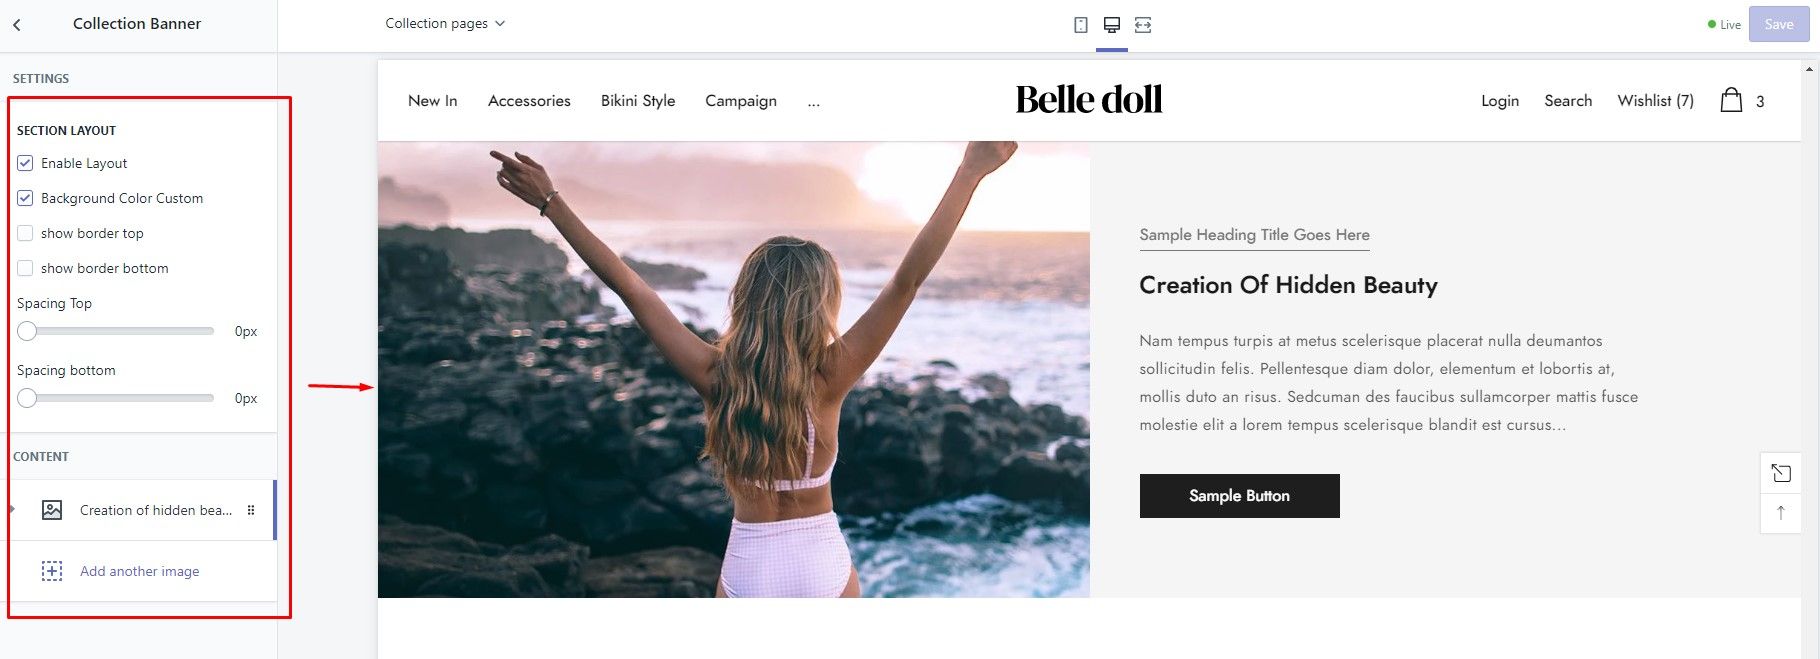 Collection Banner
Collection pages
Live
Save
SETTINGS
SECTION LAYOUT
Enable Layout
Background Color Custom
show border top
show border bottom
Spacing Top
0px
Spacing bottom
0px
CONTENT
Creation of hidden bea...
Add another image
New In
Accessories
Bikini Style
Campaign
...
Belle doll
Login
Search
Wishlist (7)
3
Sample Heading Title Goes Here
Creation Of Hidden Beauty
Nam tempus turpis at metus scelerisque placerat nulla deumantos
sollicitudin felis. Pellentesque diam dolor, elementum et lobortis at,
mollis duto an risus. Sedcuman des faucibus sullamcorper mattis fusce
molestie elit a lorem tempus scelerisque blandit est cursus...
Sample Button